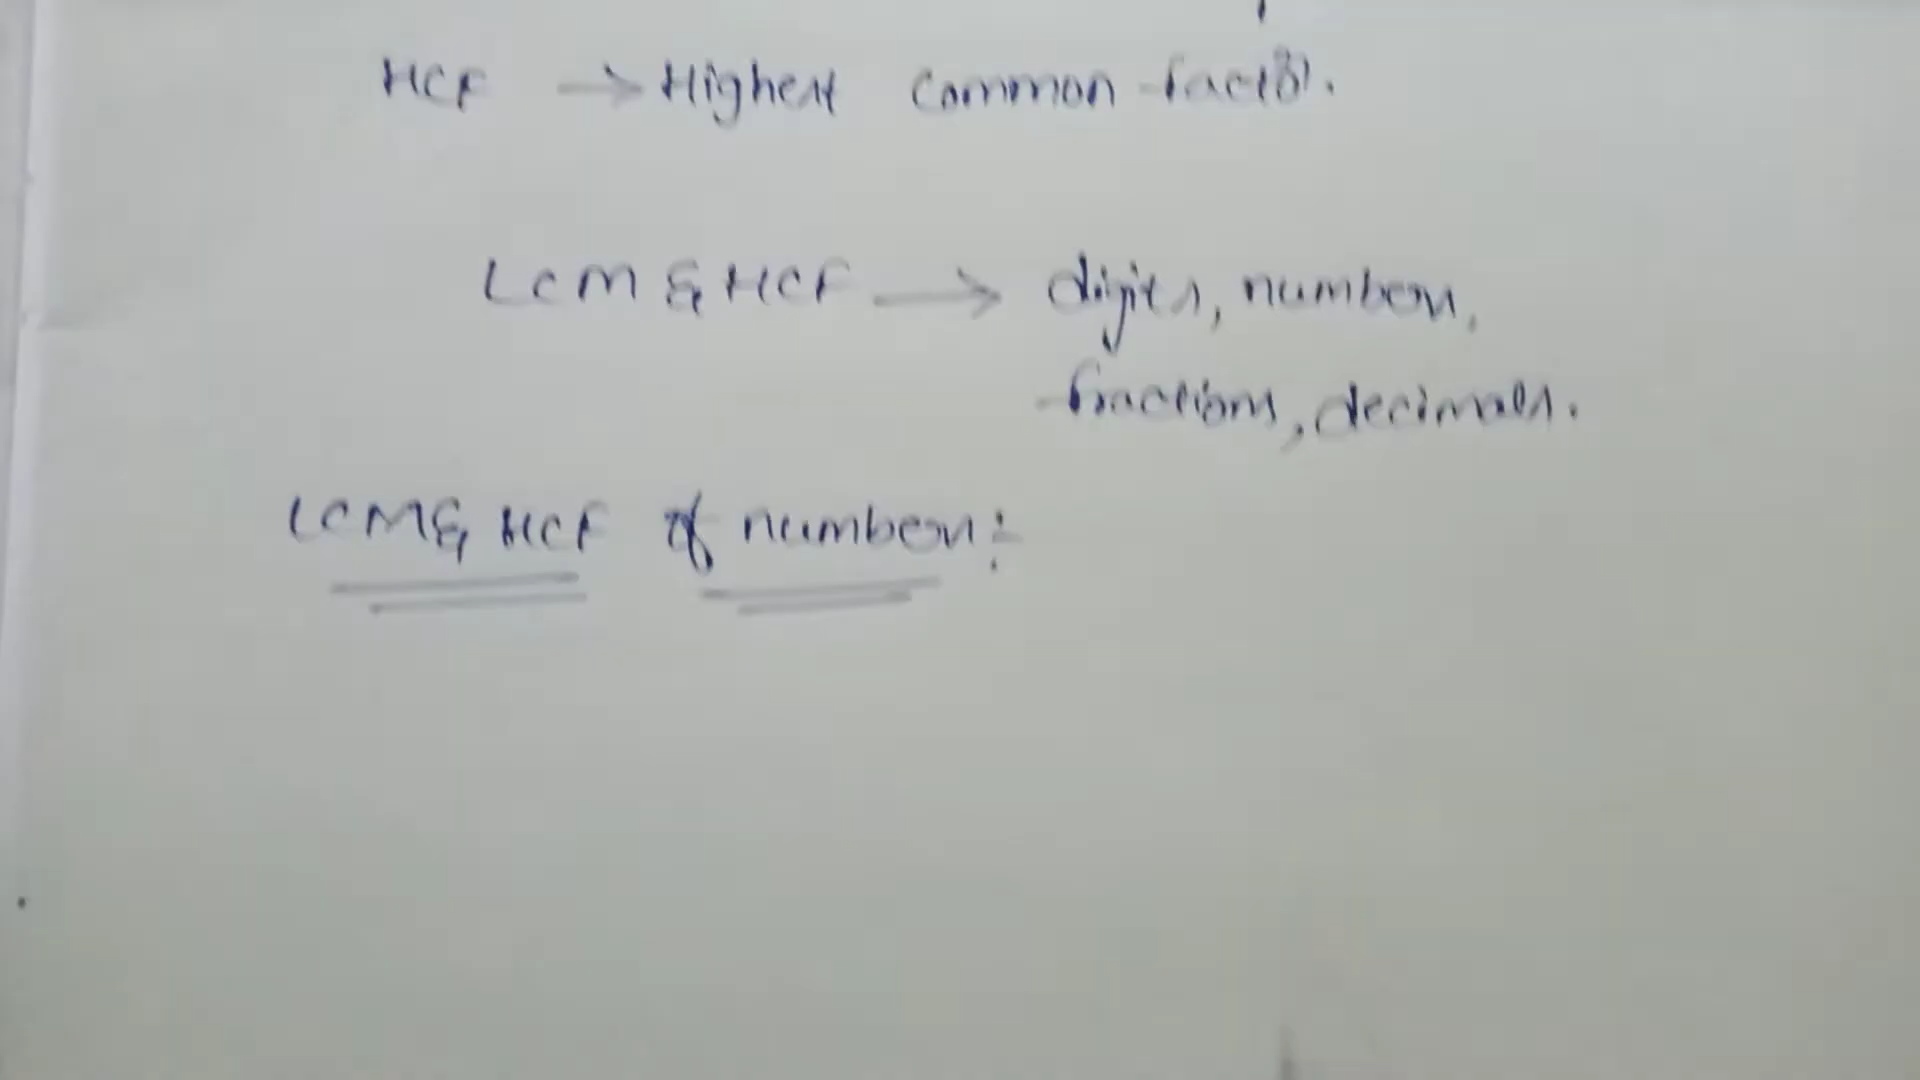 HCF → Highest common factor.
LCM & HCF → digits, numbers,
fractions, decimals.
LCM & HCF of numbers:-